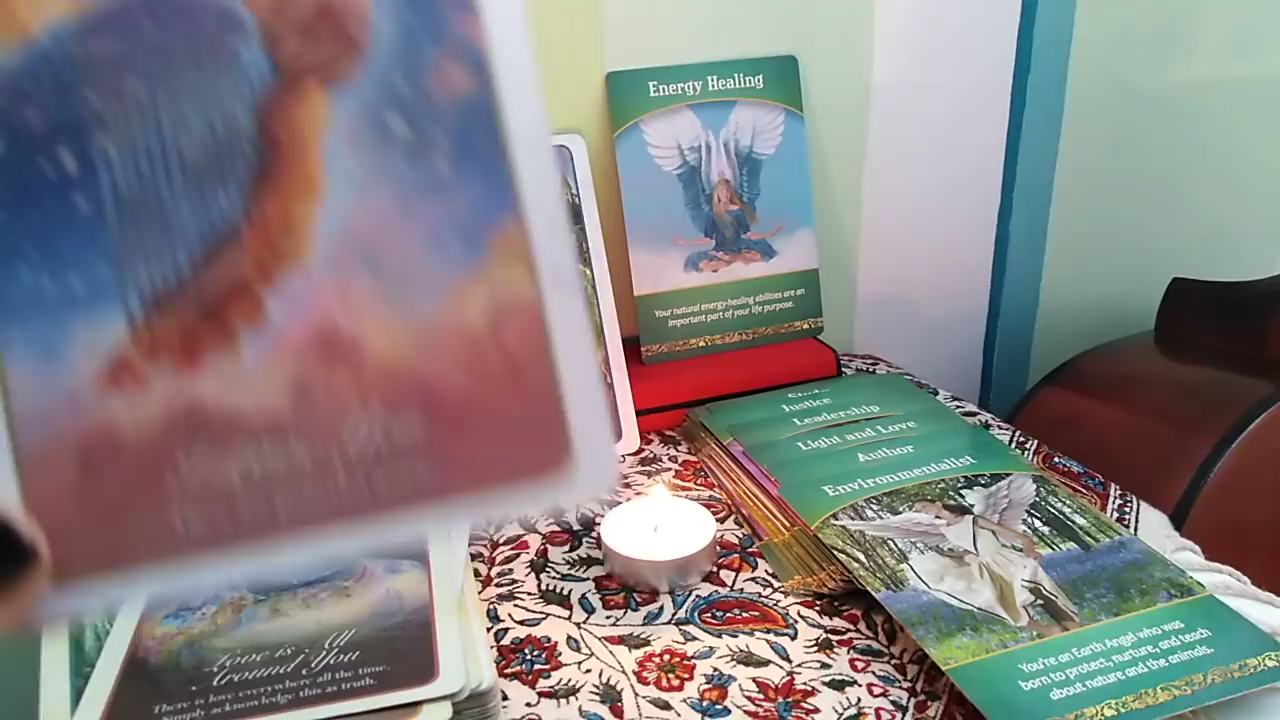 Energy Healing
Your natural energy-healing abilities are an
important part of your life purpose.
Justice
Leadership
Light and Love
Author
Environmentalist
You're an Earth Angel who was
born to protect, nurture, and teach
about nature and the animals.
Love is All
Around You
There is love everywhere all the time.
Simply acknowledge this as truth.